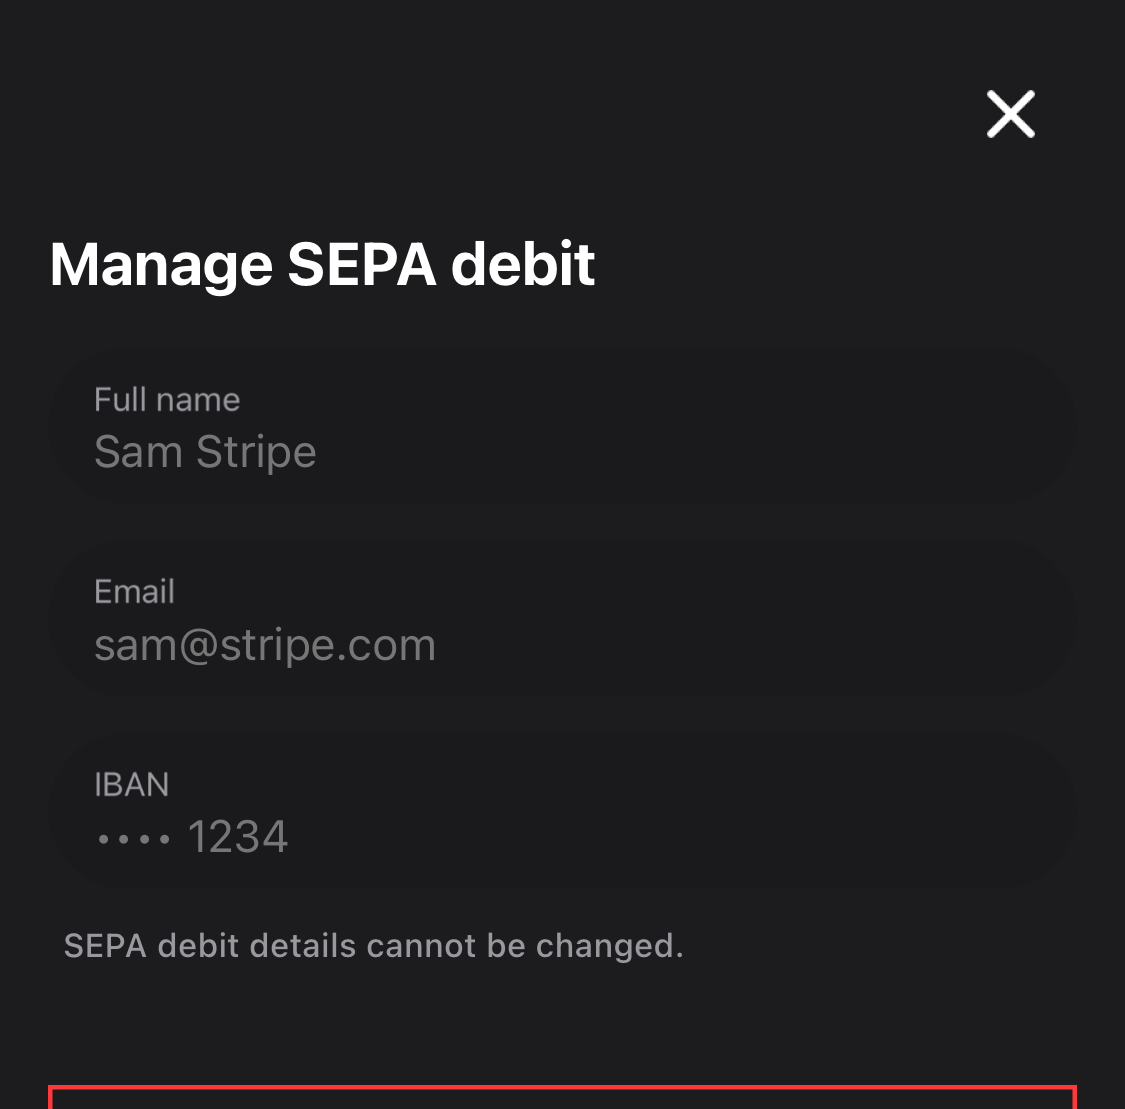 Manage SEPA debit
Full name
Sam Stripe
Email
sam@stripe.com
IBAN
•••• 1234
SEPA debit details cannot be changed.